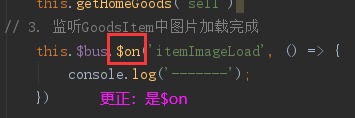 this.getHomeGoods('sell')
// 3. 监听GoodsItem中图片加载完成
this.$bus.$on('itemImageLoad', () => {
console.log('-------');
})
更正：是$on